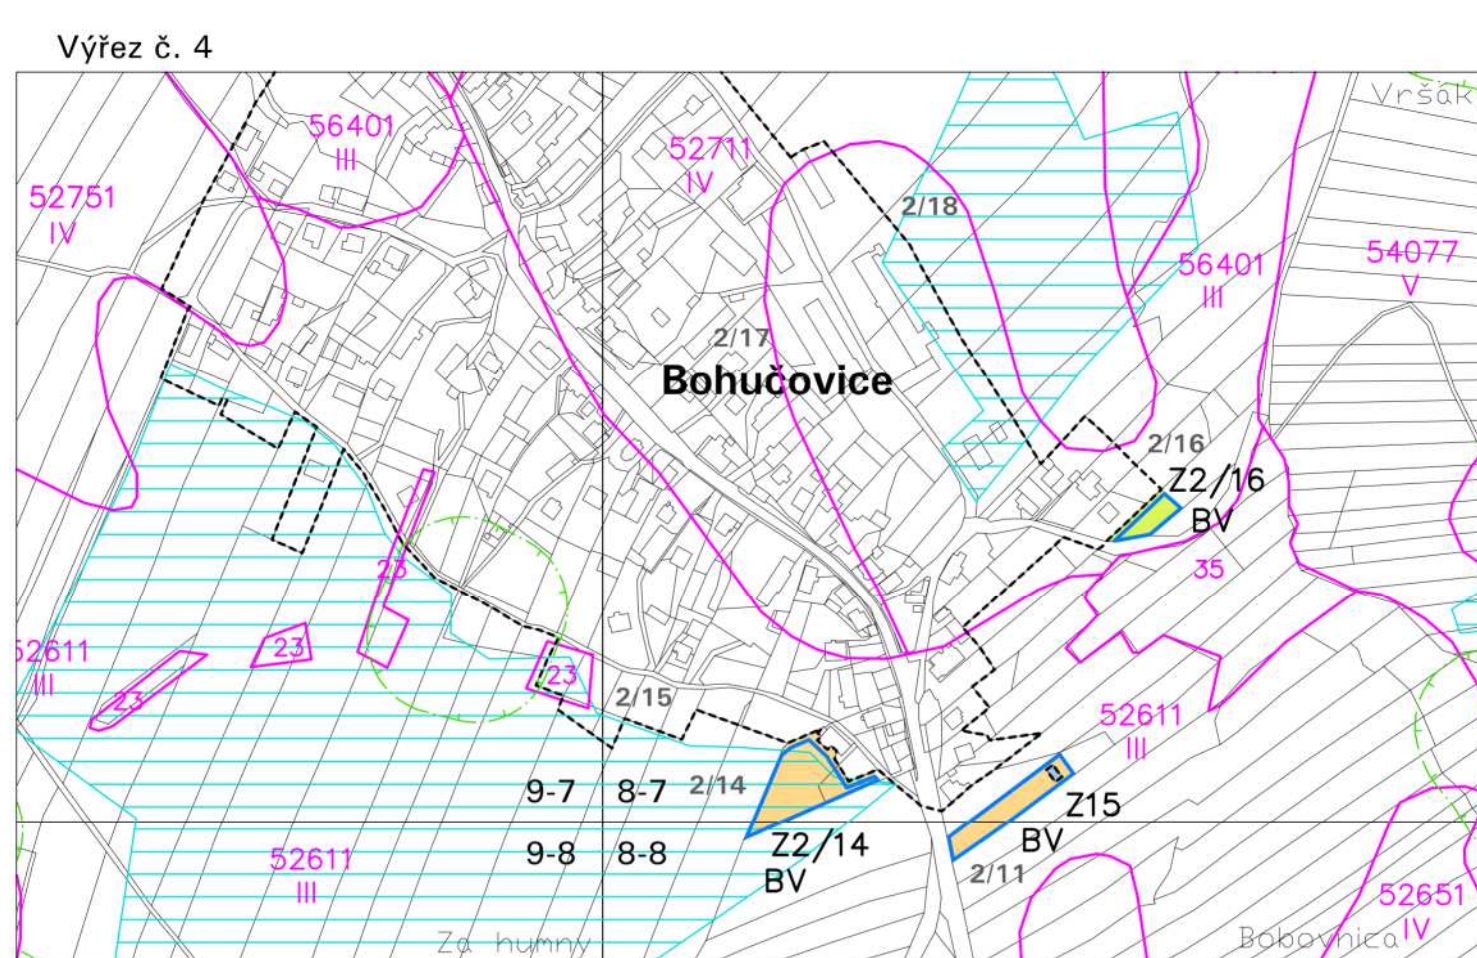 Výřez č. 4
Vršák
56401
III
52711
IV
52751
IV
2/18
56401
III
54077
V
2/17
Bohučovice
2/16
Z2/16
BV
23
35
52611
III
23
23
23
2/15
52611
III
9-7
8-7
2/14
Z15
BV
9-8
8-8
Z2/14
BV
52611
III
2/11
52651
IV
Za humny
Bobovnica